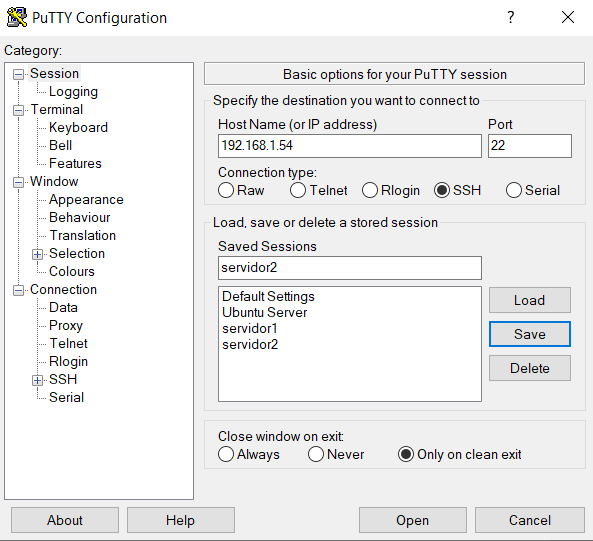 PuTTY Configuration
?
Category:
Session
Logging
Terminal
Keyboard
Bell
Features
Window
Appearance
Behaviour
Translation
Selection
Colours
Connection
Data
Proxy
Telnet
Rlogin
SSH
Serial
Basic options for your PuTTY session
Specify the destination you want to connect to
Host Name (or IP address) Port
192.168.1.54 22
Connection type:
Raw Telnet Rlogin SSH Serial
Load, save or delete a stored session
Saved Sessions
servidor2
Default Settings
Ubuntu Server
servidor1
servidor2
Load
Save
Delete
Close window on exit:
Always Never Only on clean exit
About Help Open Cancel